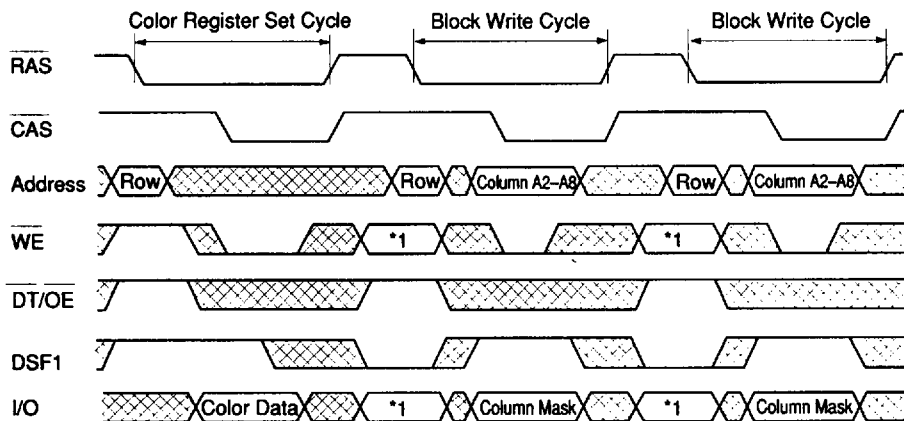 Color Register Set Cycle Block Write Cycle Block Write Cycle
RAS
CAS
Address Row Row Column A2–A8 Row Column A2–A8
WE *1 *1
DT/OE
DSF1
I/O Color Data *1 Column Mask *1 Column Mask